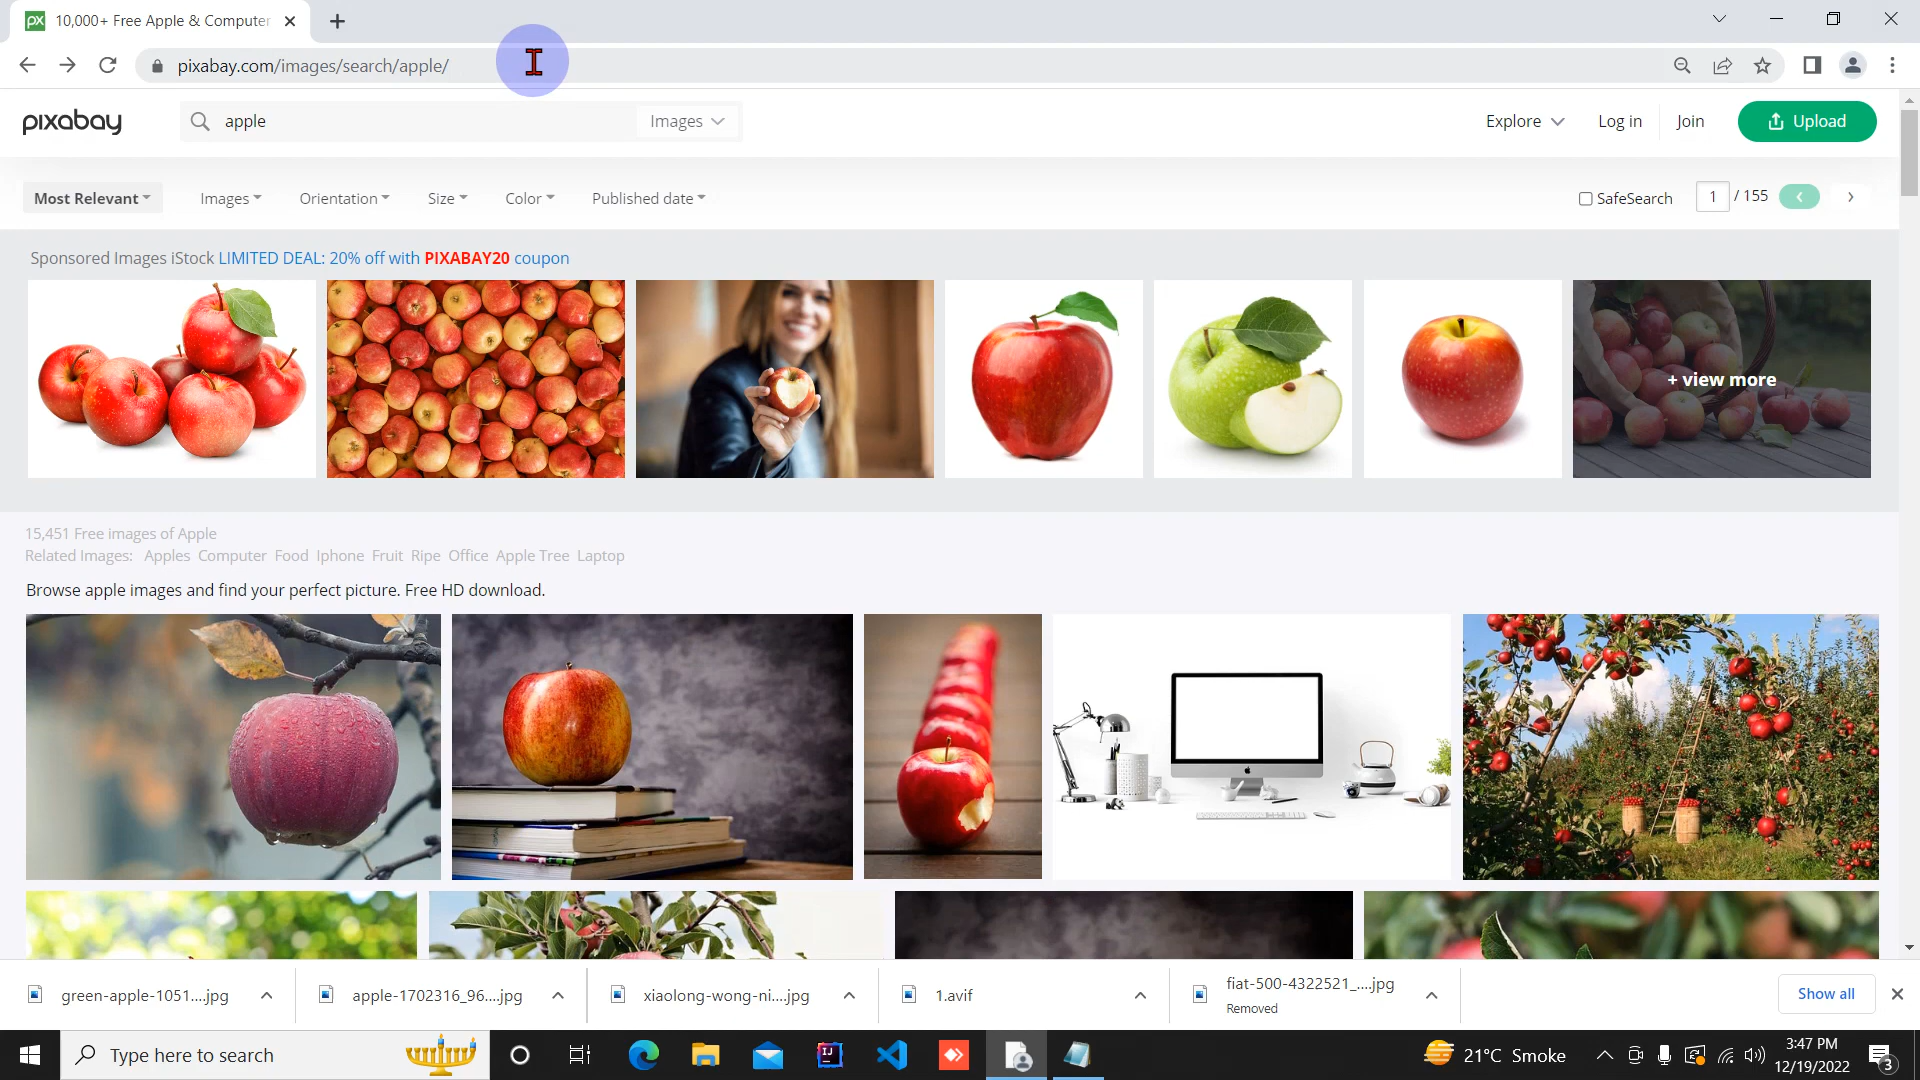 10,000+ Free Apple & Computer
pixabay.com/images/search/apple/
pixabay
apple
Images
Explore
Log in
Join
Upload
Most Relevant
Images
Orientation
Size
Color
Published date
SafeSearch
1 / 155
Sponsored Images iStock LIMITED DEAL: 20% off with PIXABAY20 coupon
+ view more
15,451 Free images of Apple
Related Images: Apples Computer Food Iphone Fruit Ripe Office Apple Tree Laptop
Browse apple images and find your perfect picture. Free HD download.
green-apple-1051....jpg
apple-1702316_96....jpg
xiaolong-wong-ni....jpg
1.avif
fiat-500-4322521_....jpg
Removed
Show all
Type here to search
21°C Smoke
3:47 PM
12/19/2022
3